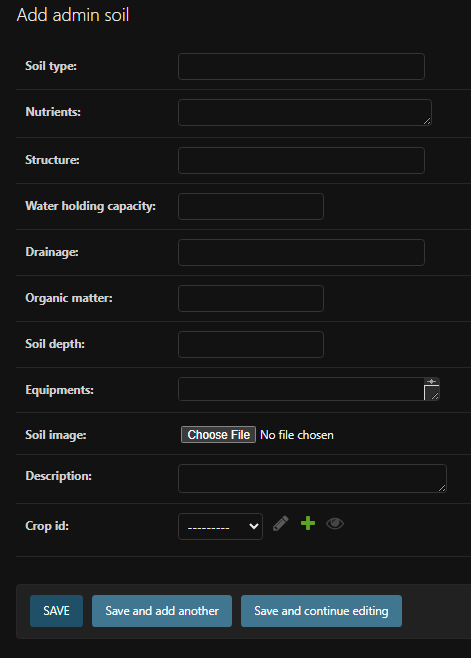 Add admin soil
Soil type:
Nutrients:
Structure:
Water holding capacity:
Drainage:
Organic matter:
Soil depth:
Equipments:
Soil image: Choose File No file chosen
Description:
Crop id: ---------
SAVE Save and add another Save and continue editing